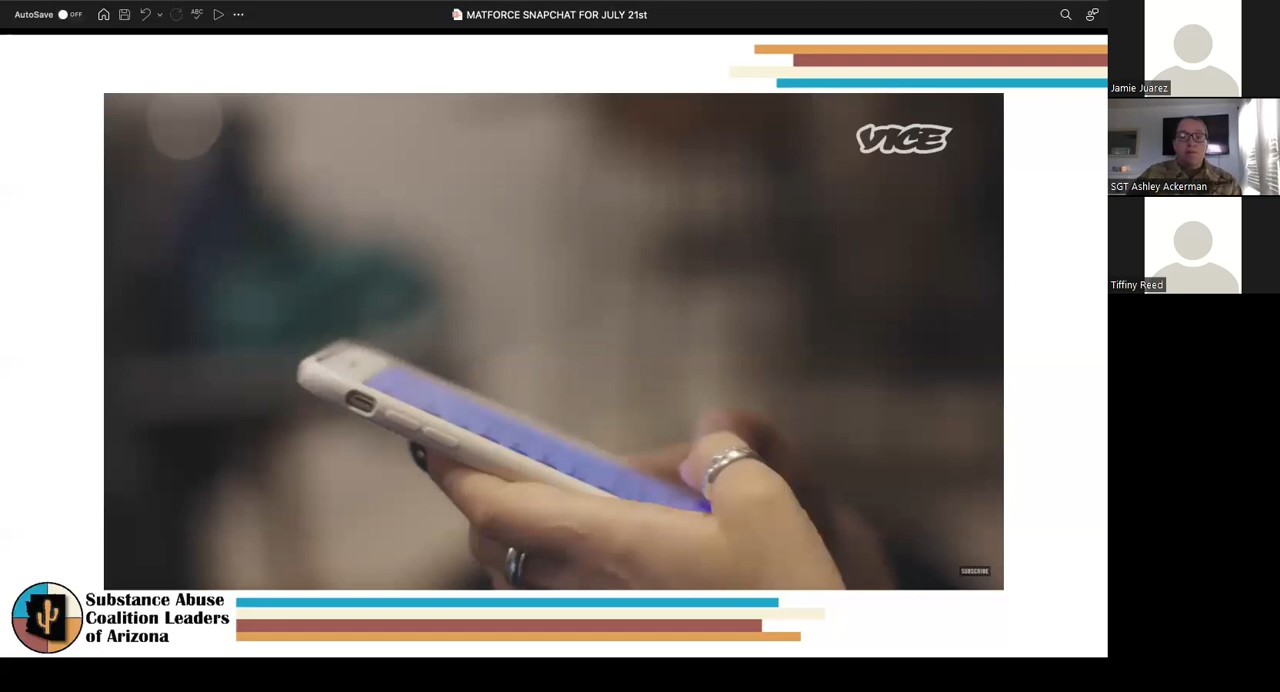 AutoSave OFF
ABC
MATFORCE SNAPCHAT FOR JULY 21st
VICE
SUBSCRIBE
Substance Abuse
Coalition Leaders
of Arizona
Jamie Juarez
SGT Ashley Ackerman
Tiffiny Reed